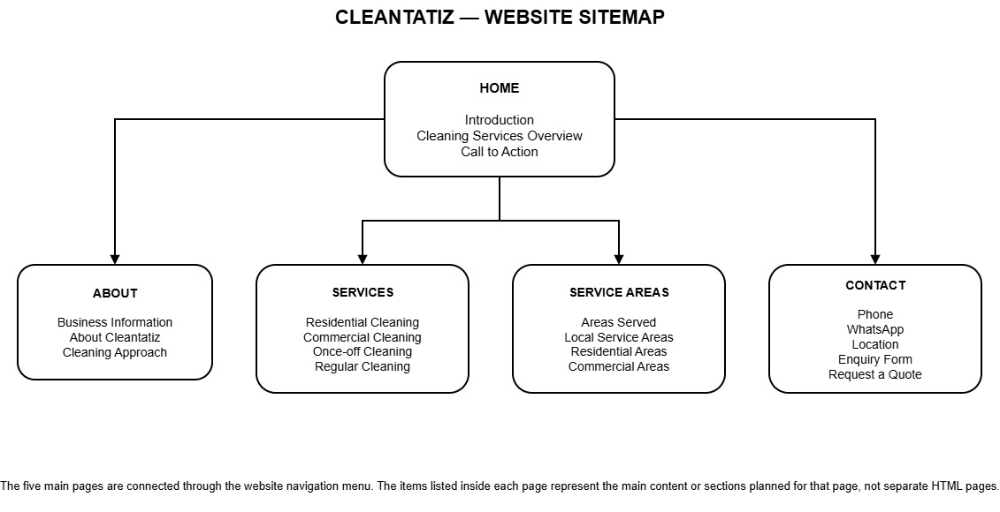 CLEANTATIZ — WEBSITE SITEMAP
HOME
Introduction
Cleaning Services Overview
Call to Action
ABOUT
Business Information
About Cleantatiz
Cleaning Approach
SERVICES
Residential Cleaning
Commercial Cleaning
Once-off Cleaning
Regular Cleaning
SERVICE AREAS
Areas Served
Local Service Areas
Residential Areas
Commercial Areas
CONTACT
Phone
WhatsApp
Location
Enquiry Form
Request a Quote
The five main pages are connected through the website navigation menu. The items listed inside each page represent the main content or sections planned for that page, not separate HTML pages.